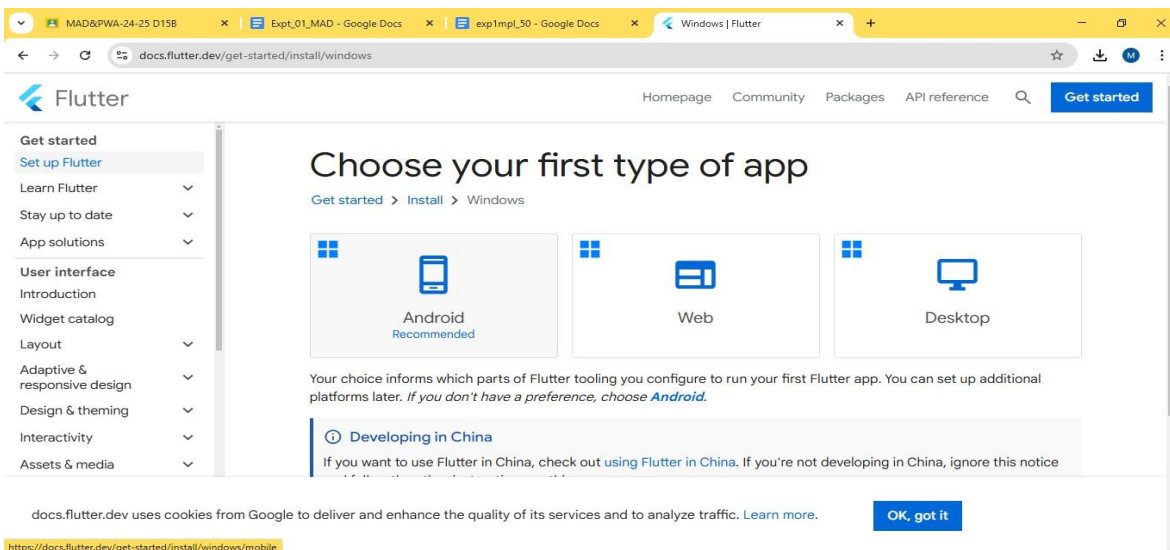 MAD&PWA-24-25 D15B
Expt_01_MAD - Google Docs
exp1mpl_50 - Google Docs
Windows | Flutter
docs.flutter.dev/get-started/install/windows
M
Flutter
Homepage Community Packages API reference Get started
Get started
Set up Flutter
Learn Flutter
Stay up to date
App solutions
User interface
Introduction
Widget catalog
Layout
Adaptive &
responsive design
Design & theming
Interactivity
Assets & media
Choose your first type of app
Get started > Install > Windows
Android
Recommended
Web
Desktop
Your choice informs which parts of Flutter tooling you configure to run your first Flutter app. You can set up additional
platforms later. If you don't have a preference, choose Android.
Developing in China
If you want to use Flutter in China, check out using Flutter in China. If you're not developing in China, ignore this notice
docs.flutter.dev uses cookies from Google to deliver and enhance the quality of its services and to analyze traffic. Learn more.
OK, got it
https://docs.flutter.dev/get-started/install/windows/mobile